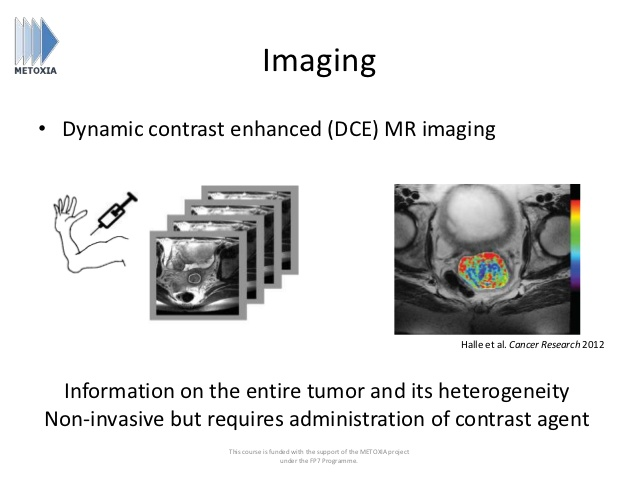 METOXIA
Imaging
• Dynamic contrast enhanced (DCE) MR imaging
Halle et al. Cancer Research 2012
Information on the entire tumor and its heterogeneity
Non-invasive but requires administration of contrast agent
This course is funded with the support of the METOXIA project
under the FP7 Programme.